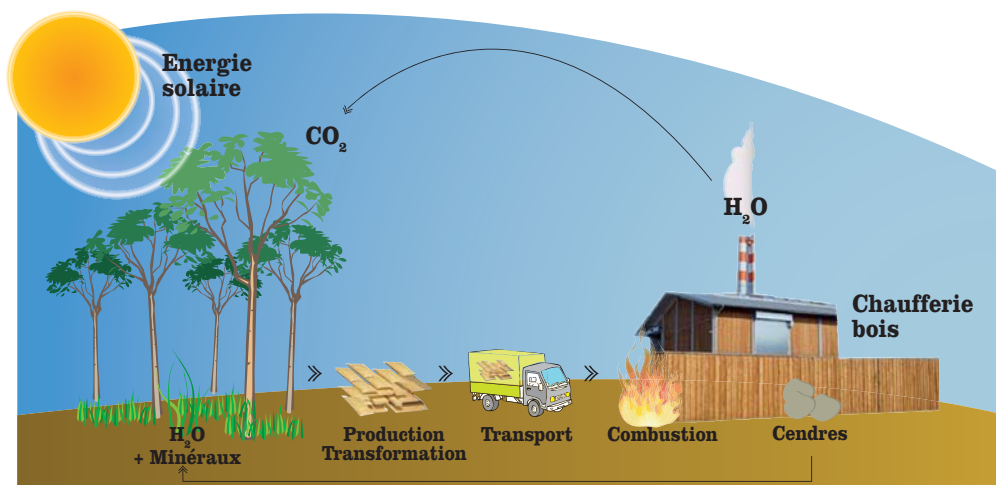 Energie
solaire
CO₂
H₂O
Chaufferie
bois
H₂O
+ Minéraux
Production
Transformation
Transport
Combustion
Cendres